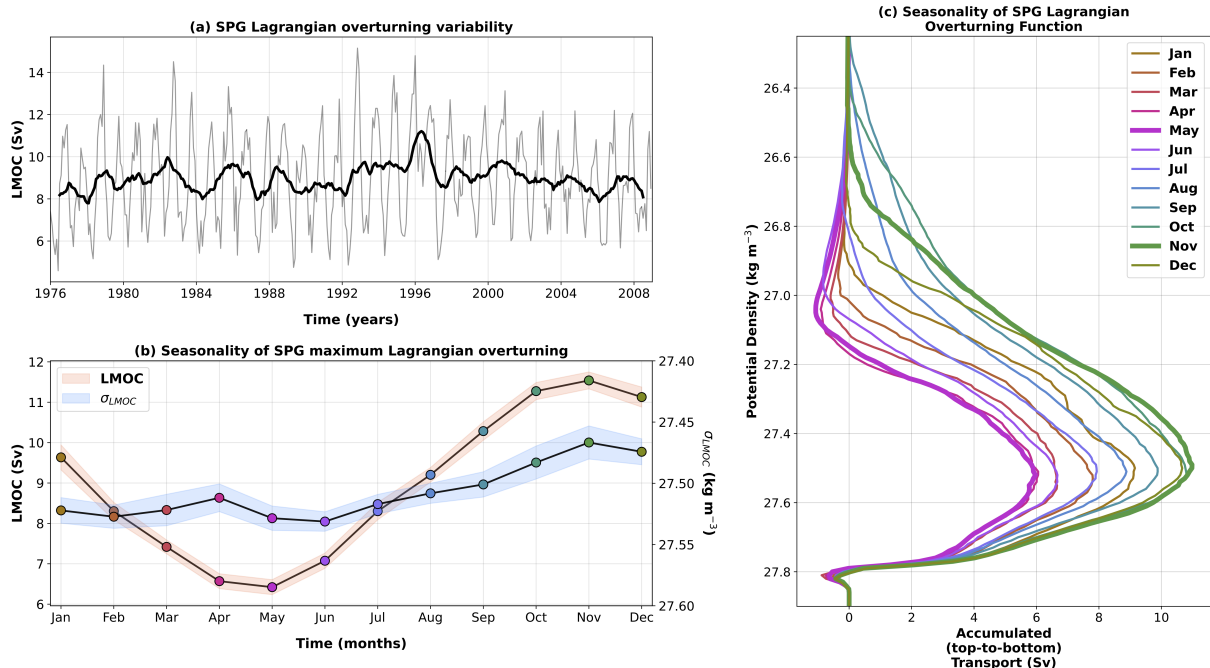 (a) SPG Lagrangian overturning variability
LMOC (Sv)
14
12
10
8
6
1976
1980
1984
1988
1992
1996
2000
2004
2008
Time (years)
(b) Seasonality of SPG maximum Lagrangian overturning
LMOC
σLMOC
LMOC (Sv)
12
11
10
9
8
7
6
27.40
27.45
27.50
27.55
27.60
σLMOC (kg m−3)
Jan
Feb
Mar
Apr
May
Jun
Jul
Aug
Sep
Oct
Nov
Dec
Time (months)
(c) Seasonality of SPG Lagrangian
Overturning Function
Potential Density (kg m−3)
26.4
26.6
26.8
27.0
27.2
27.4
27.6
27.8
Jan
Feb
Mar
Apr
May
Jun
Jul
Aug
Sep
Oct
Nov
Dec
0
2
4
6
8
10
Accumulated
(top-to-bottom)
Transport (Sv)